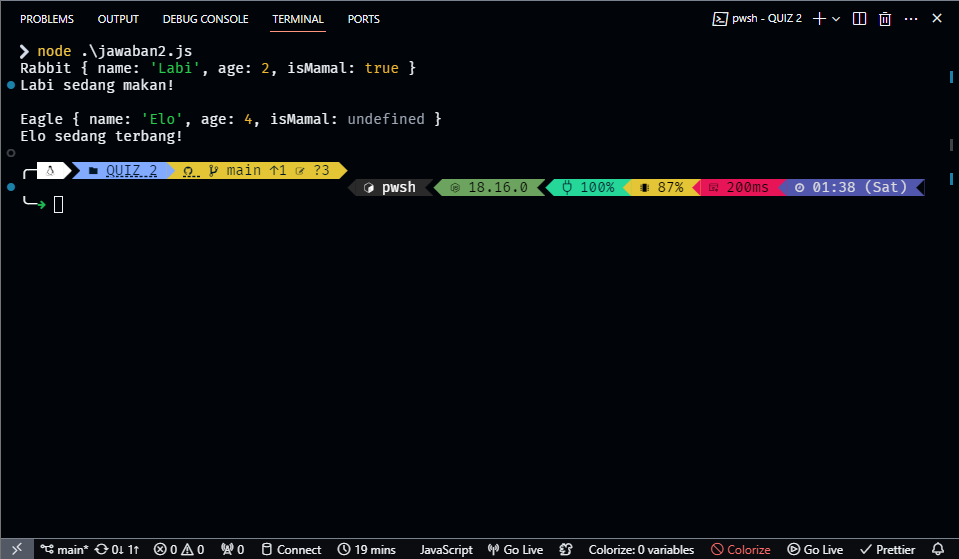 PROBLEMS OUTPUT DEBUG CONSOLE TERMINAL PORTS pwsh - QUIZ 2
node .\jawaban2.js
Rabbit { name: 'Labi', age: 2, isMamal: true }
Labi sedang makan!
Eagle { name: 'Elo', age: 4, isMamal: undefined }
Elo sedang terbang!
QUIZ 2 main ↑1 ?3
pwsh 18.16.0 100% 87% 200ms 01:38 (Sat)
main* 0↓ 1↑ 0 0 0 Connect 19 mins JavaScript Go Live Colorize: 0 variables Colorize Go Live Prettier